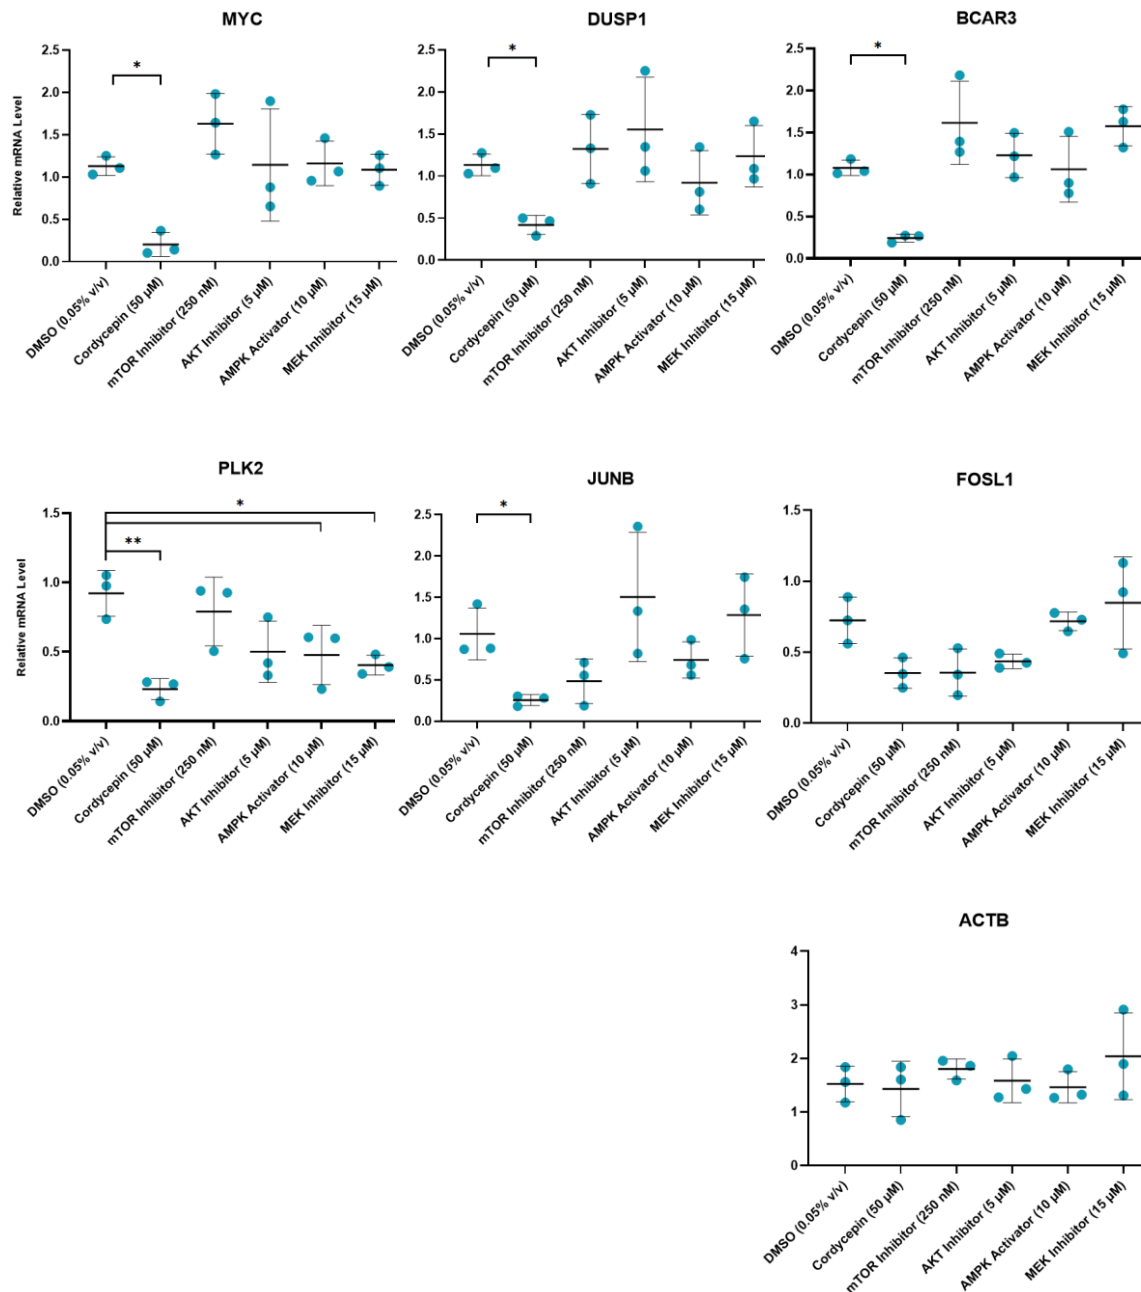 MYC
*
Relative mRNA Level
2.5
2.0
1.5
1.0
0.5
0.0
DMSO (0.05% v/v)
Cordycepin (50 µM)
mTOR Inhibitor (250 nM)
AKT Inhibitor (5 µM)
AMPK Activator (10 µM)
MEK Inhibitor (15 µM)
DUSP1
*
2.5
2.0
1.5
1.0
0.5
0.0
DMSO (0.05% v/v)
Cordycepin (50 µM)
mTOR Inhibitor (250 nM)
AKT Inhibitor (5 µM)
AMPK Activator (10 µM)
MEK Inhibitor (15 µM)
BCAR3
*
2.5
2.0
1.5
1.0
0.5
0.0
DMSO (0.05% v/v)
Cordycepin (50 µM)
mTOR Inhibitor (250 nM)
AKT Inhibitor (5 µM)
AMPK Activator (10 µM)
MEK Inhibitor (15 µM)
PLK2
*
**
Relative mRNA Level
1.5
1.0
0.5
0.0
DMSO (0.05% v/v)
Cordycepin (50 µM)
mTOR Inhibitor (250 nM)
AKT Inhibitor (5 µM)
AMPK Activator (10 µM)
MEK Inhibitor (15 µM)
JUNB
*
2.5
2.0
1.5
1.0
0.5
0.0
DMSO (0.05% v/v)
Cordycepin (50 µM)
mTOR Inhibitor (250 nM)
AKT Inhibitor (5 µM)
AMPK Activator (10 µM)
MEK Inhibitor (15 µM)
FOSL1
1.5
1.0
0.5
0.0
DMSO (0.05% v/v)
Cordycepin (50 µM)
mTOR Inhibitor (250 nM)
AKT Inhibitor (5 µM)
AMPK Activator (10 µM)
MEK Inhibitor (15 µM)
ACTB
4
3
2
1
0
DMSO (0.05% v/v)
Cordycepin (50 µM)
mTOR Inhibitor (250 nM)
AKT Inhibitor (5 µM)
AMPK Activator (10 µM)
MEK Inhibitor (15 µM)